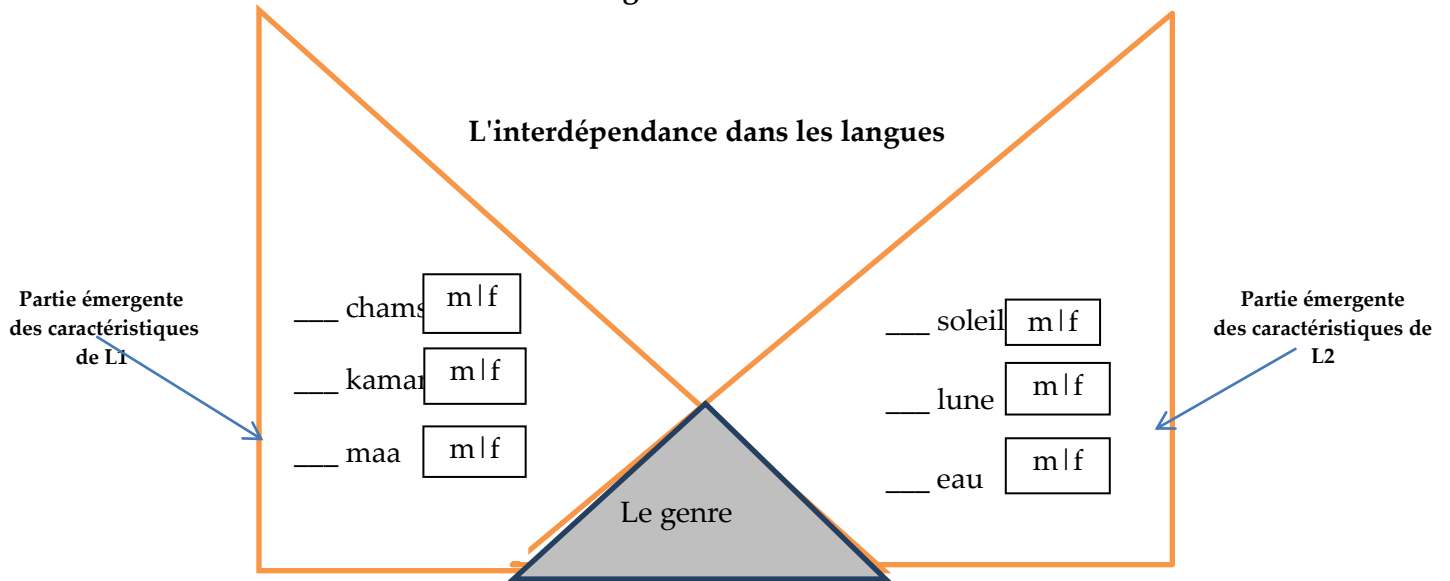 L'interdépendance dans les langues
Partie émergente
des caractéristiques
de L1
___ chams m|f
___ kamar m|f
___ maa m|f
___ soleil m|f
___ lune m|f
___ eau m|f
Partie émergente
des caractéristiques de
L2
Le genre